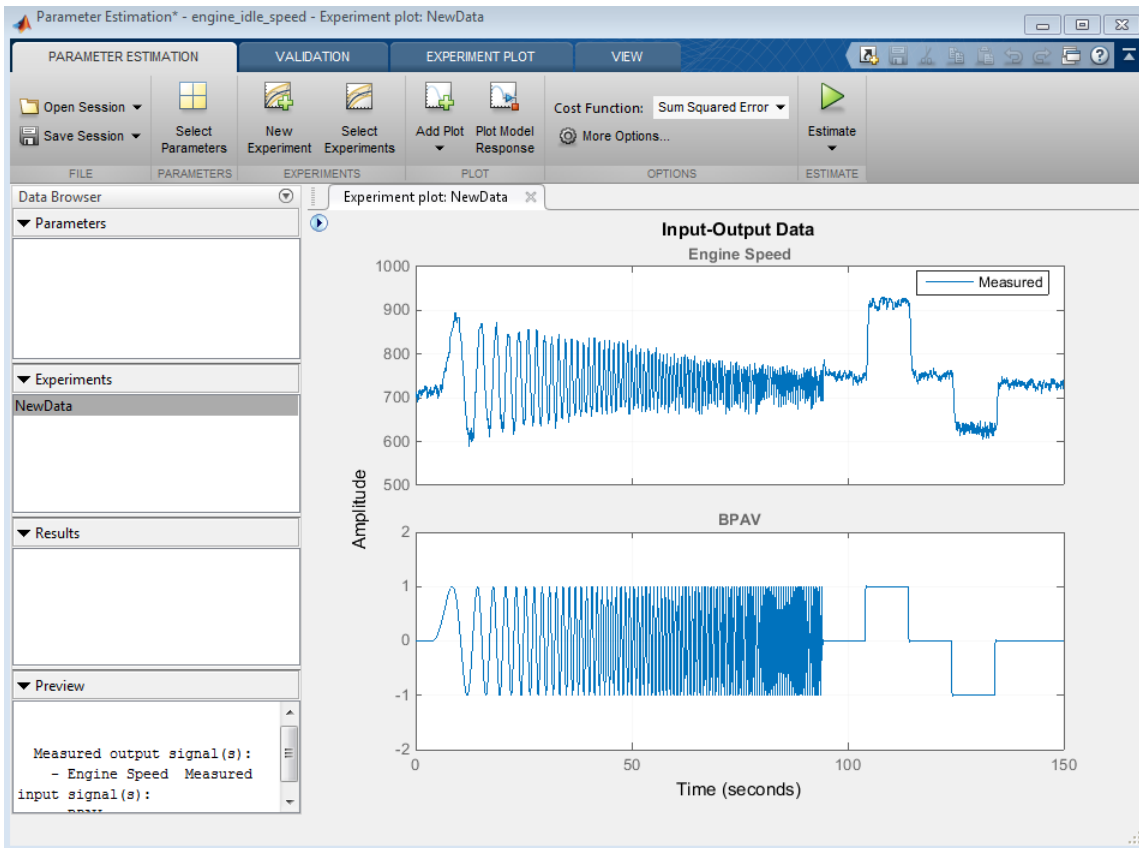 Parameter Estimation* - engine_idle_speed - Experiment plot: NewData
PARAMETER ESTIMATION
VALIDATION
EXPERIMENT PLOT
VIEW
Open Session
Save Session
Select
Parameters
New
Experiment
Select
Experiments
Add Plot
Plot Model
Response
Cost Function: Sum Squared Error
More Options...
Estimate
FILE
PARAMETERS
EXPERIMENTS
PLOT
OPTIONS
ESTIMATE
Data Browser
Parameters
Experiments
NewData
Results
Preview
Measured output signal(s):
- Engine Speed Measured
input signal(s):
Experiment plot: NewData
Input-Output Data
Engine Speed
Measured
1000
900
800
700
600
500
Amplitude
BPAV
2
1
0
-1
-2
0
50
100
150
Time (seconds)